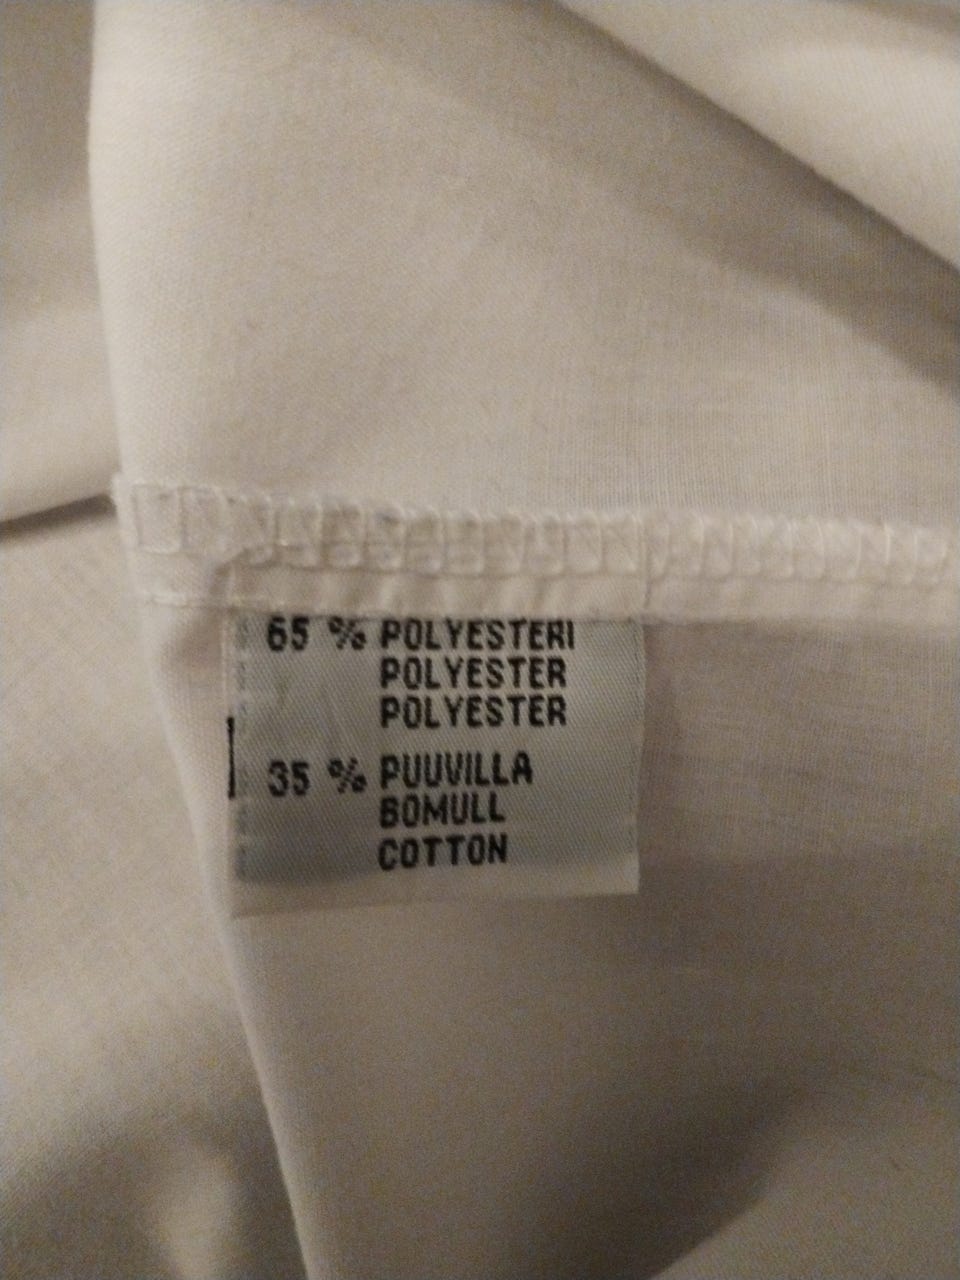 65 % POLYESTERI
POLYESTER
POLYESTER
35 % PUUVILLA
BOMULL
COTTON